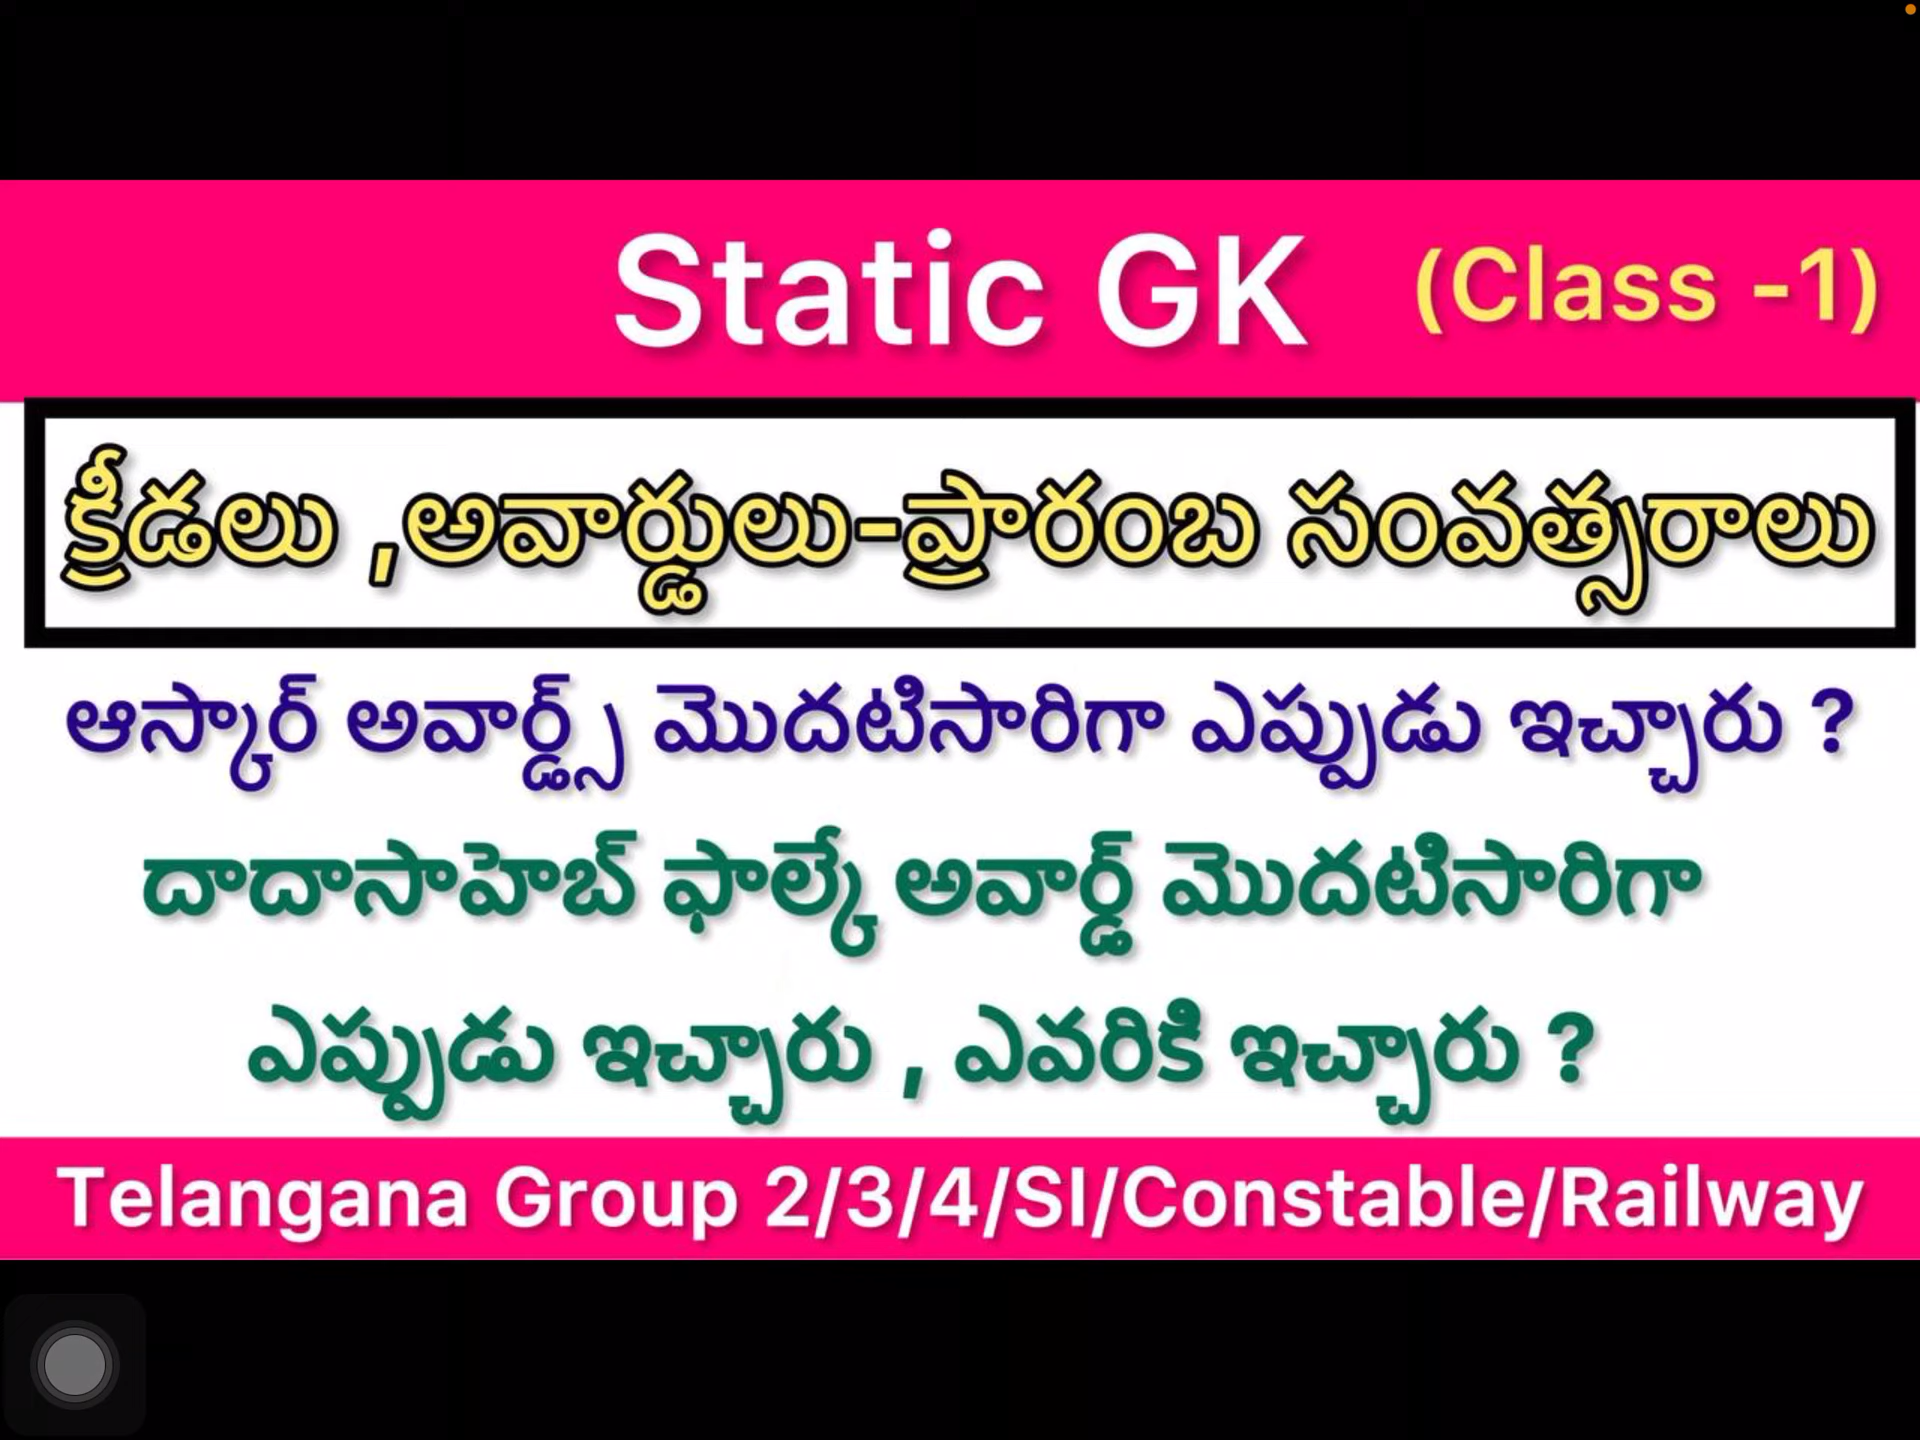 Static GK (Class -1)
క్రీడలు ,అవార్డులు-ప్రారంబ సంవత్సరాలు
ఆస్కార్ అవార్డ్స్ మొదటిసారిగా ఎప్పుడు ఇచ్చారు ?
దాదాసాహెబ్ ఫాల్కే అవార్డ్ మొదటిసారిగా
ఎప్పుడు ఇచ్చారు , ఎవరికి ఇచ్చారు ?
Telangana Group 2/3/4/SI/Constable/Railway